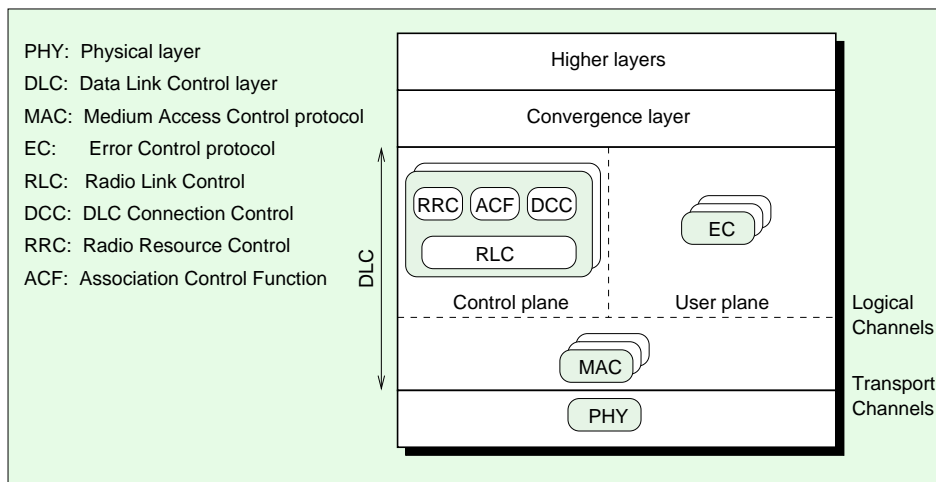 PHY: Physical layer
DLC: Data Link Control layer
MAC: Medium Access Control protocol
EC: Error Control protocol
RLC: Radio Link Control
DCC: DLC Connection Control
RRC: Radio Resource Control
ACF: Association Control Function
Higher layers
Convergence layer
DLC
RRC ACF DCC
RLC
EC
Control plane
User plane
Logical
Channels
MAC
Transport
Channels
PHY